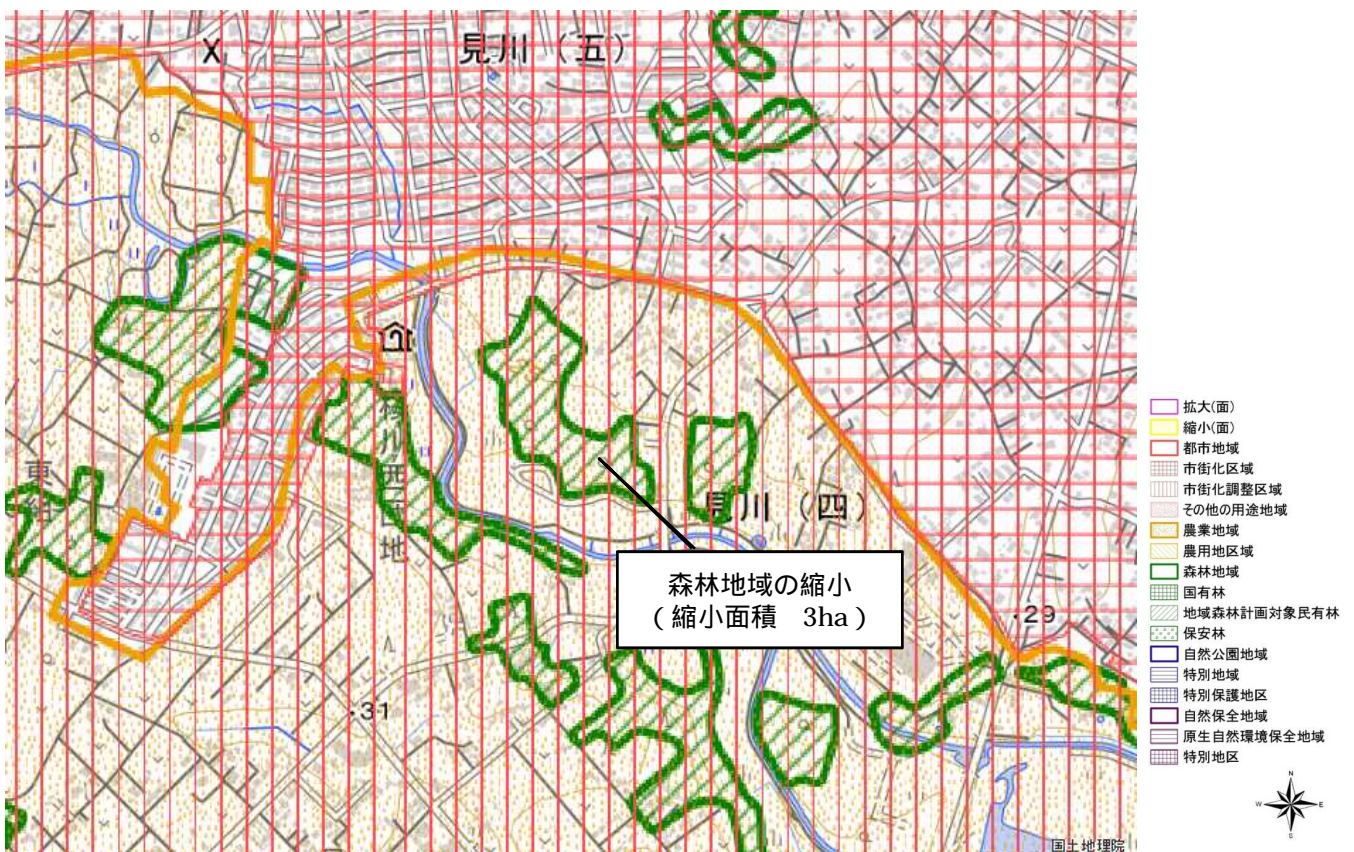 見川（五）
X
見川（四）
森林地域の縮小
（縮小面積　3ha）
・29
・31
国土地理院
拡大(面)
縮小(面)
都市地域
市街化区域
市街化調整区域
その他の用途地域
農業地域
農用地区域
森林地域
国有林
地域森林計画対象民有林
保安林
自然公園地域
特別地域
特別保護地区
自然保全地域
原生自然環境保全地域
特別地区
N
W
E
S